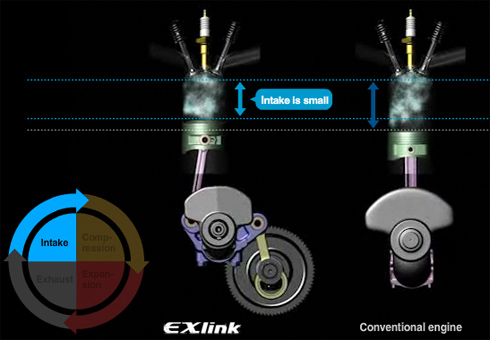 Intake is small
Intake
Comp-
ression
Exhaust
Expan-
sion
EXlink
Conventional engine